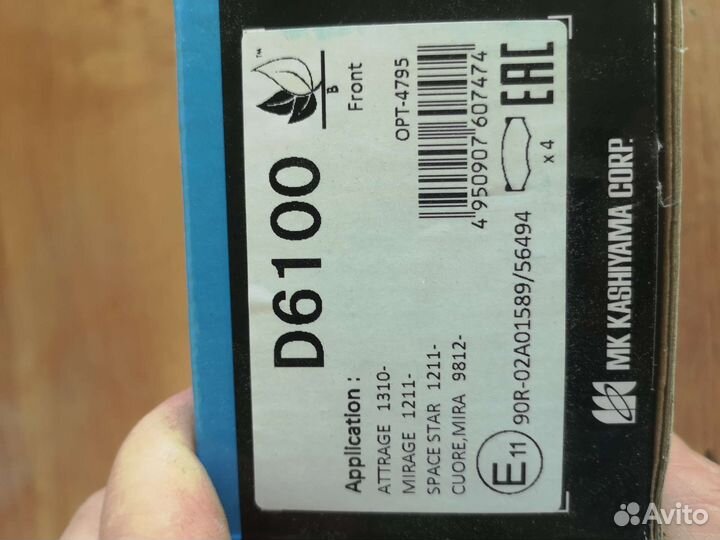 D6100
™
B
Front
Application :
ATTRAGE 1310-
MIRAGE 1211-
SPACE STAR 1211-
CUORE,MIRA 9812-
OPT-4795
4 950907 607474
x 4
EAC
E11 90R-02A01589/56494
MK KASHIYAMA CORP.
Avito